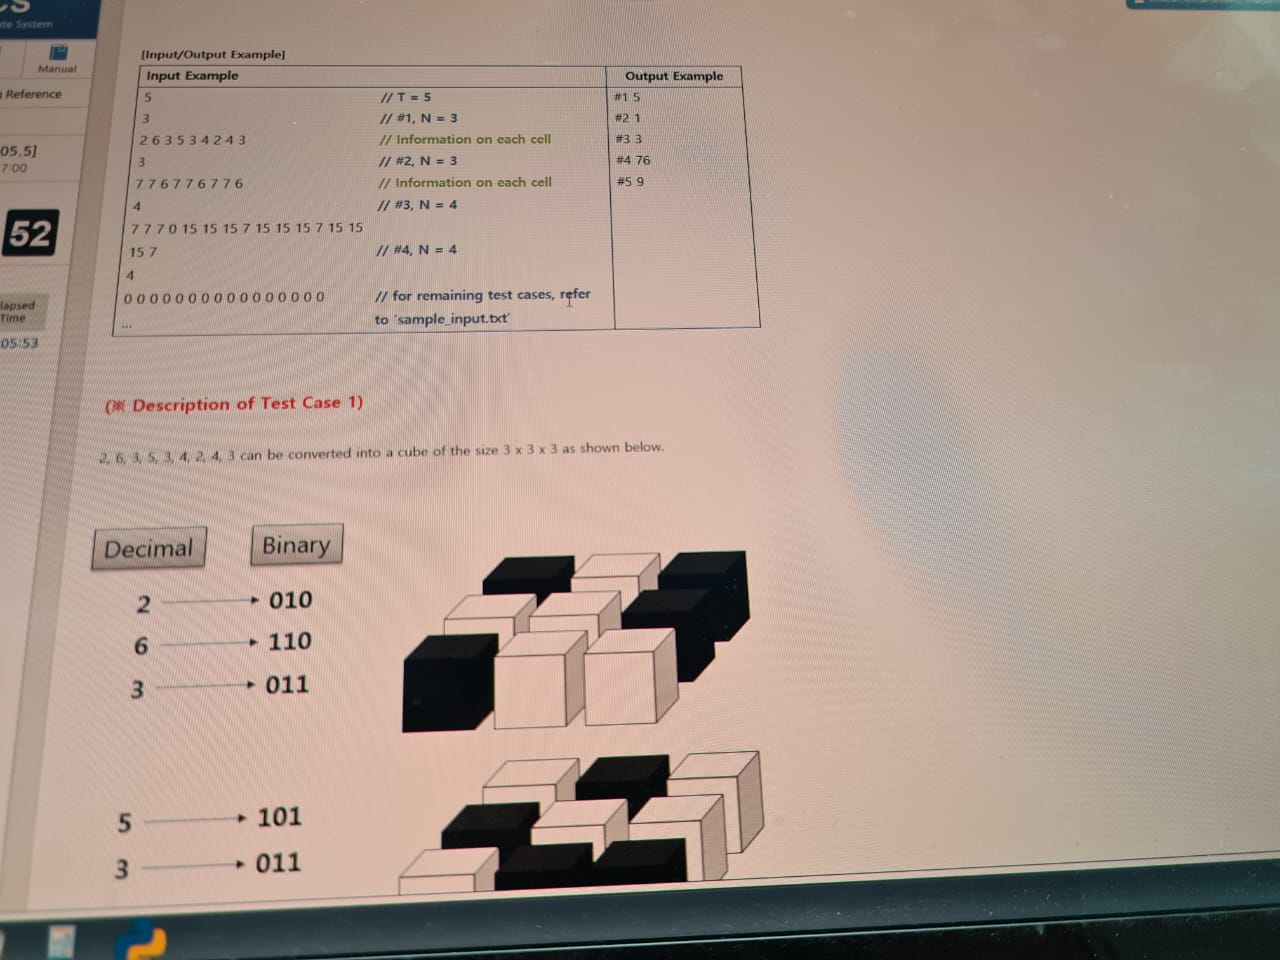 te System
Manual
Reference
05.5]
7:00
52
lapsed
Time
05:53
[Input/Output Example]
Input Example Output Example
5 // T = 5 #1 5
3 // #1, N = 3 #2 1
2 6 3 5 3 4 2 4 3 // Information on each cell #3 3
3 // #2, N = 3 #4 76
7 7 6 7 7 6 7 7 6 // Information on each cell #5 9
4 // #3, N = 4
7 7 7 0 15 15 15 7 15 15 15 7 15 15
15 7 // #4, N = 4
4
0 0 0 0 0 0 0 0 0 0 0 0 0 0 0 0 // for remaining test cases, refer
... to 'sample_input.txt'
(※ Description of Test Case 1)
2, 6, 3, 5, 3, 4, 2, 4, 3 can be converted into a cube of the size 3 x 3 x 3 as shown below.
Decimal Binary
2 010
6 110
3 011
5 101
3 011